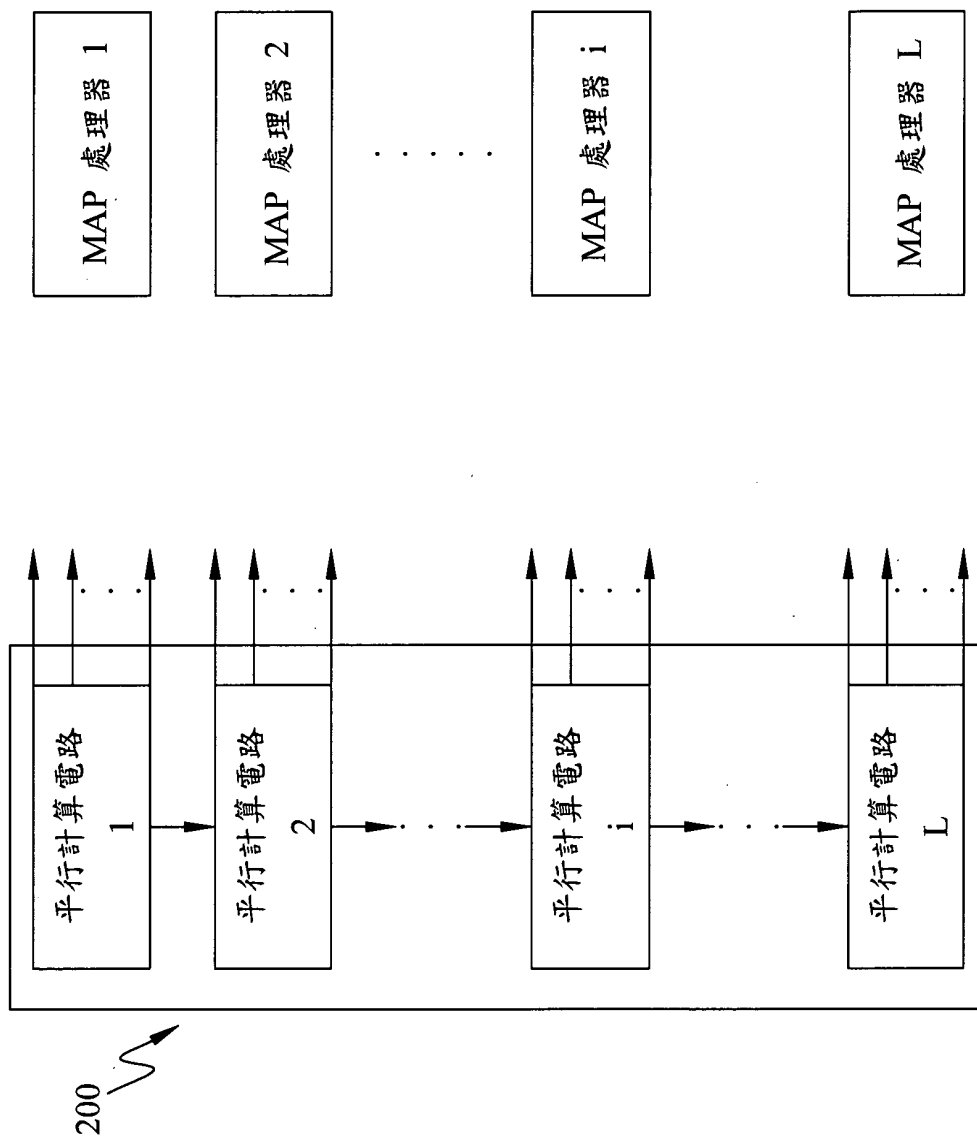 200
平行計算電路
1
平行計算電路
2
平行計算電路
i
平行計算電路
L
MAP 處理器 1
MAP 處理器 2
MAP 處理器 i
MAP 處理器 L